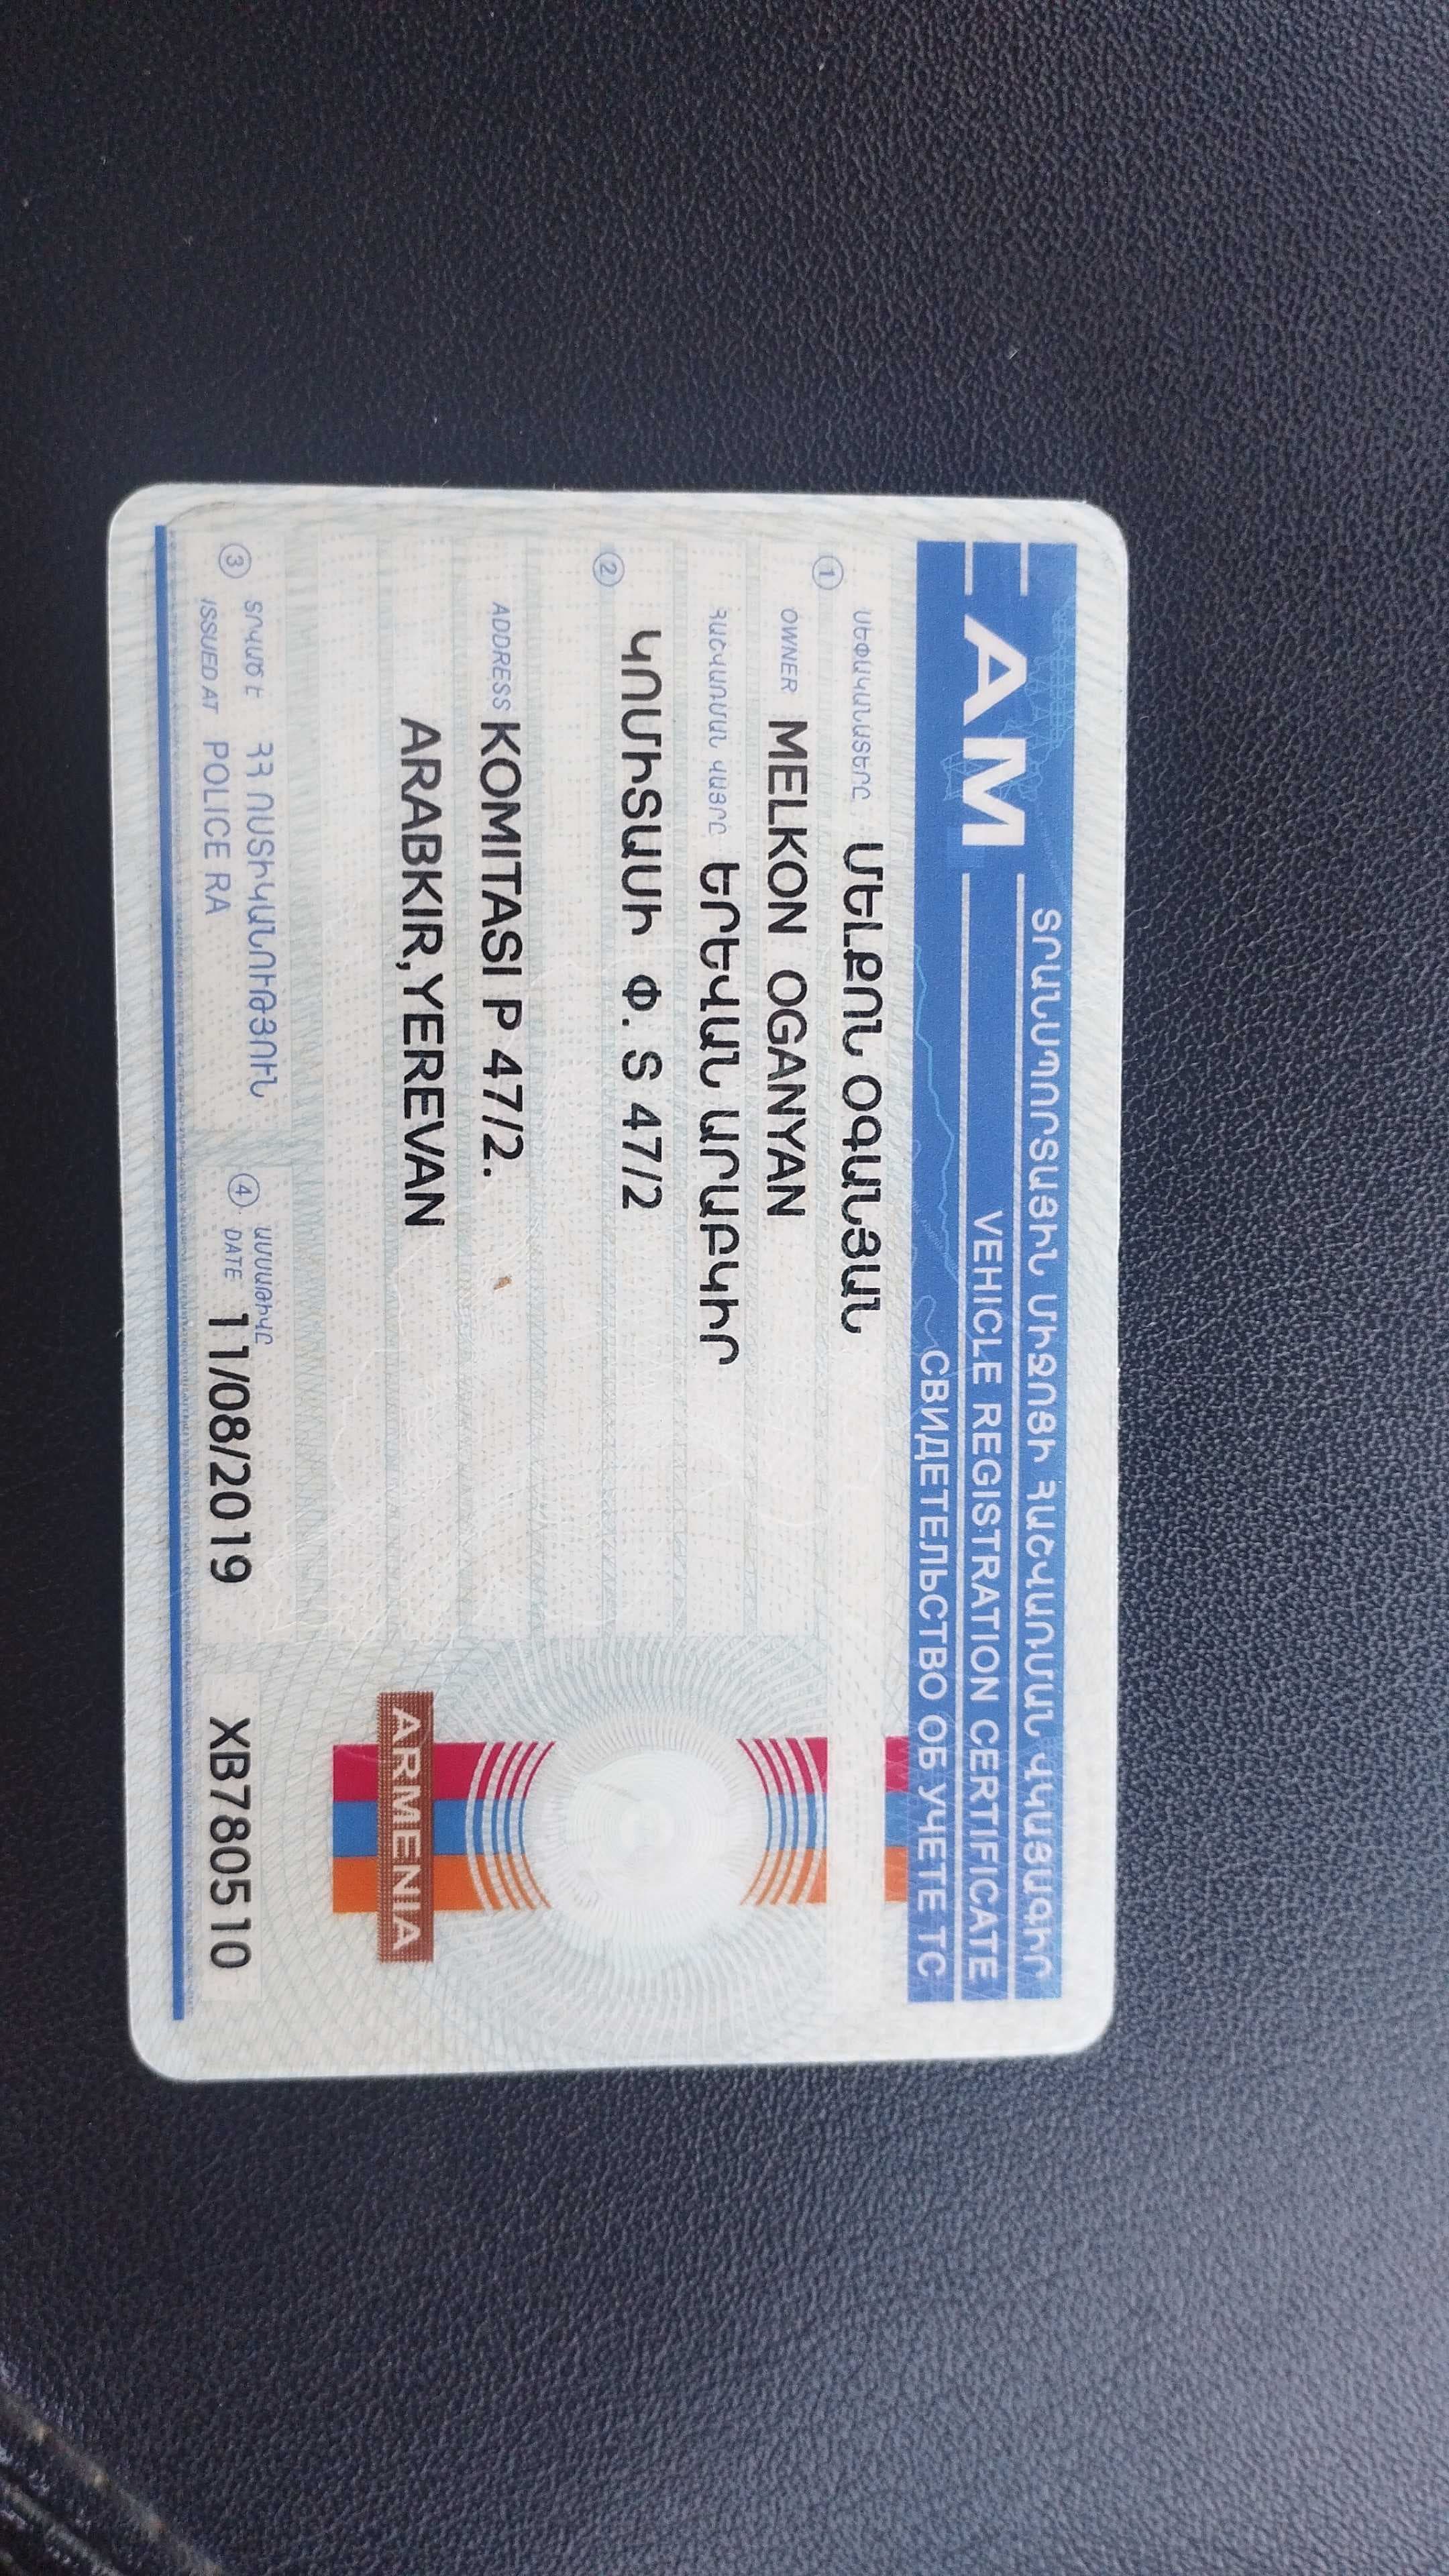 AM
ՏՐԱՆՍՊՈՐՏԱՅԻՆ ՄԻՋՈՑԻ ՀԱՇՎԱՌՄԱՆ ՎԿԱՅԱԳԻՐ
VEHICLE REGISTRATION CERTIFICATE
СВИДЕТЕЛЬСТВО ОБ УЧЕТЕ ТС
1 ՍԵՓԱԿԱՆԱՏԵՐԸ ՄԵԼՔՈՆ ՕԳԱՆՅԱՆ
OWNER MELKON OGANYAN
ՀԱՇՎԱՌՄԱՆ ՎԱՅՐԸ ԵՐԵՎԱՆ ԱՐԱԲԿԻՐ
2 ԿՈՄԻՏԱՍԻ Փ. Տ 47/2
ADDRESS KOMITASI P 47/2.
ARABKIR,YEREVAN
ARMENIA
3 ՏՐՎԱԾ Է ՀՀ ՈՍՏԻԿԱՆՈՒԹՅՈՒՆ
ISSUED AT POLICE RA
4 ԱՄՍԱԹԻՎԸ
DATE 11/08/2019
XB780510